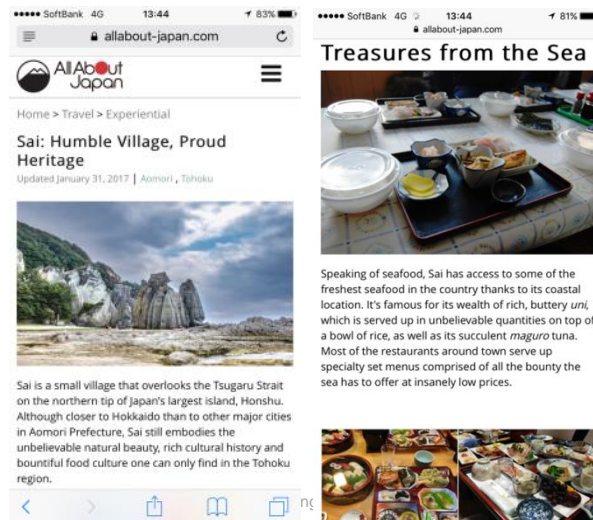 SoftBank 4G 13:44 83%
allabout-japan.com
All About
Japan
Home > Travel > Experiential
Sai: Humble Village, Proud
Heritage
Updated January 31, 2017 | Aomori , Tohoku
Sai is a small village that overlooks the Tsugaru Strait
on the northern tip of Japan's largest island, Honshu.
Although closer to Hokkaido than to other major cities
in Aomori Prefecture, Sai still embodies the
unbelievable natural beauty, rich cultural history and
bountiful food culture one can only find in the Tohoku
region.
SoftBank 4G 13:44 81%
allabout-japan.com
Treasures from the Sea
Speaking of seafood, Sai has access to some of the
freshest seafood in the country thanks to its coastal
location. It's famous for its wealth of rich, buttery uni,
which is served up in unbelievable quantities on top of
a bowl of rice, as well as its succulent maguro tuna.
Most of the restaurants around town serve up
specialty set menus comprised of all the bounty the
sea has to offer at insanely low prices.